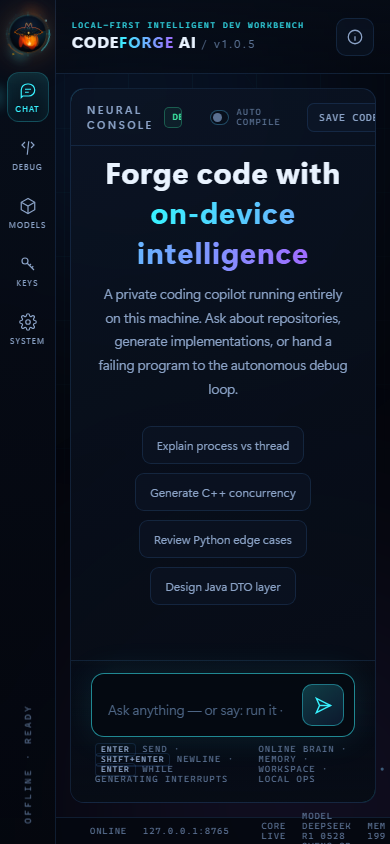 LOCAL-FIRST INTELLIGENT DEV WORKBENCH
CODEFORGE AI / v1.0.5
CHAT
DEBUG
MODELS
KEYS
SYSTEM
OFFLINE · READY
NEURAL
CONSOLE
AUTO
COMPILE
SAVE CODE
Forge code with
on-device
intelligence
A private coding copilot running entirely
on this machine. Ask about repositories,
generate implementations, or hand a
failing program to the autonomous debug
loop.
Explain process vs thread
Generate C++ concurrency
Review Python edge cases
Design Java DTO layer
Ask anything — or say: run it ·
ENTER SEND ·
SHIFT+ENTER NEWLINE ·
ENTER WHILE
GENERATING INTERRUPTS
ONLINE BRAIN ·
MEMORY ·
WORKSPACE ·
LOCAL OPS
ONLINE 127.0.0.1:8765
CORE
LIVE
MODEL
DEEPSEEK
R1 0528
MEM
199